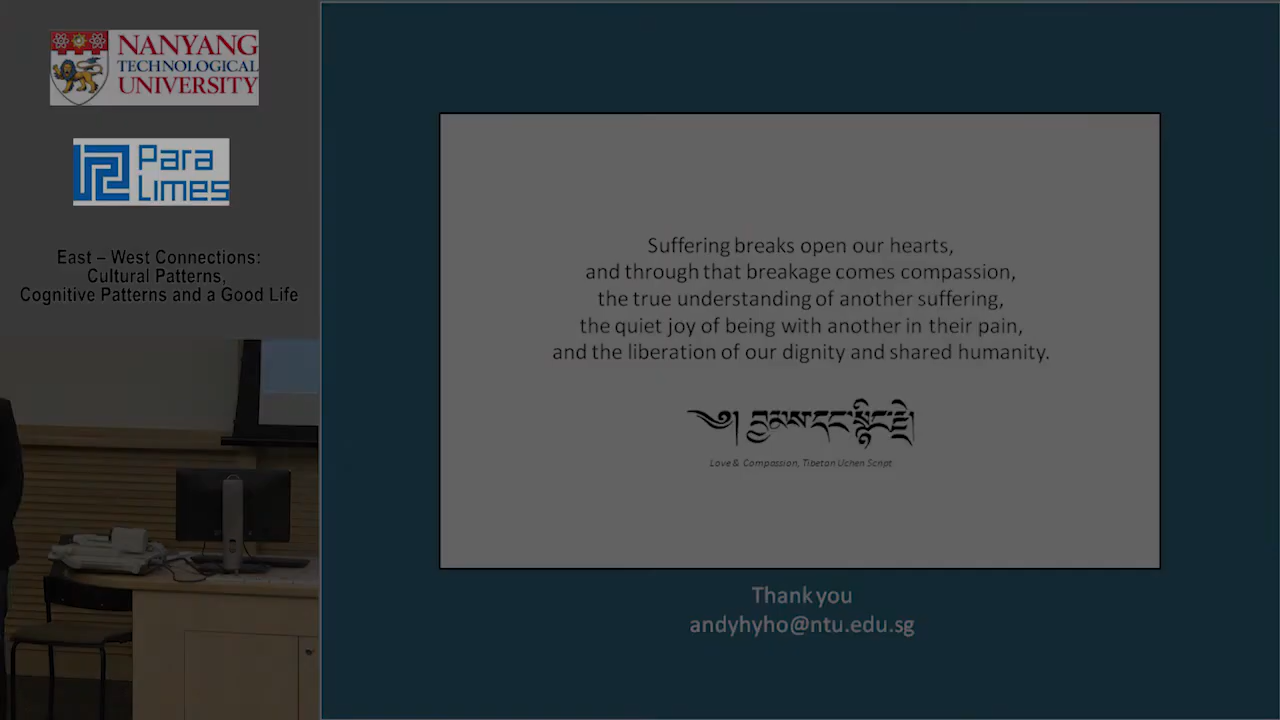 NANYANG
TECHNOLOGICAL
UNIVERSITY
Para
Limes
East – West Connections:
Cultural Patterns,
Cognitive Patterns and a Good Life
Suffering breaks open our hearts,
and through that breakage comes compassion,
the true understanding of another suffering,
the quiet joy of being with another in their pain,
and the liberation of our dignity and shared humanity.
༄། བྱམས་དང་སྙིང་རྗེ།
Love & Compassion, Tibetan Uchen Script
Thank you
andyhyho@ntu.edu.sg